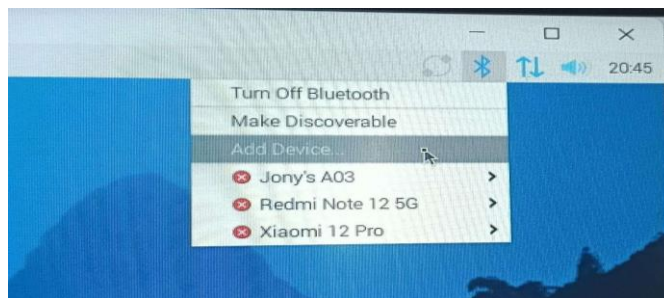 20:45
Turn Off Bluetooth
Make Discoverable
Add Device...
Jony's A03
Redmi Note 12 5G
Xiaomi 12 Pro